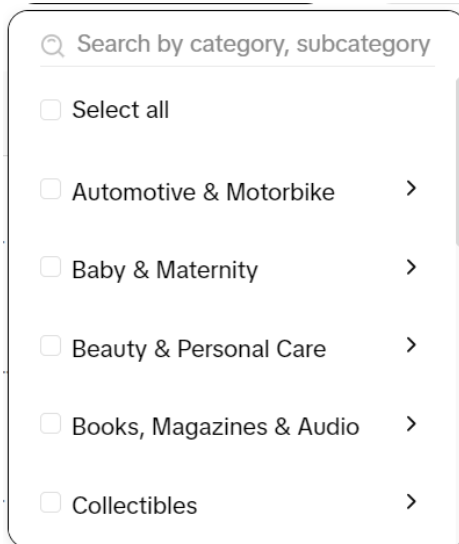 Search by category, subcategory
Select all
Automotive & Motorbike
Baby & Maternity
Beauty & Personal Care
Books, Magazines & Audio
Collectibles